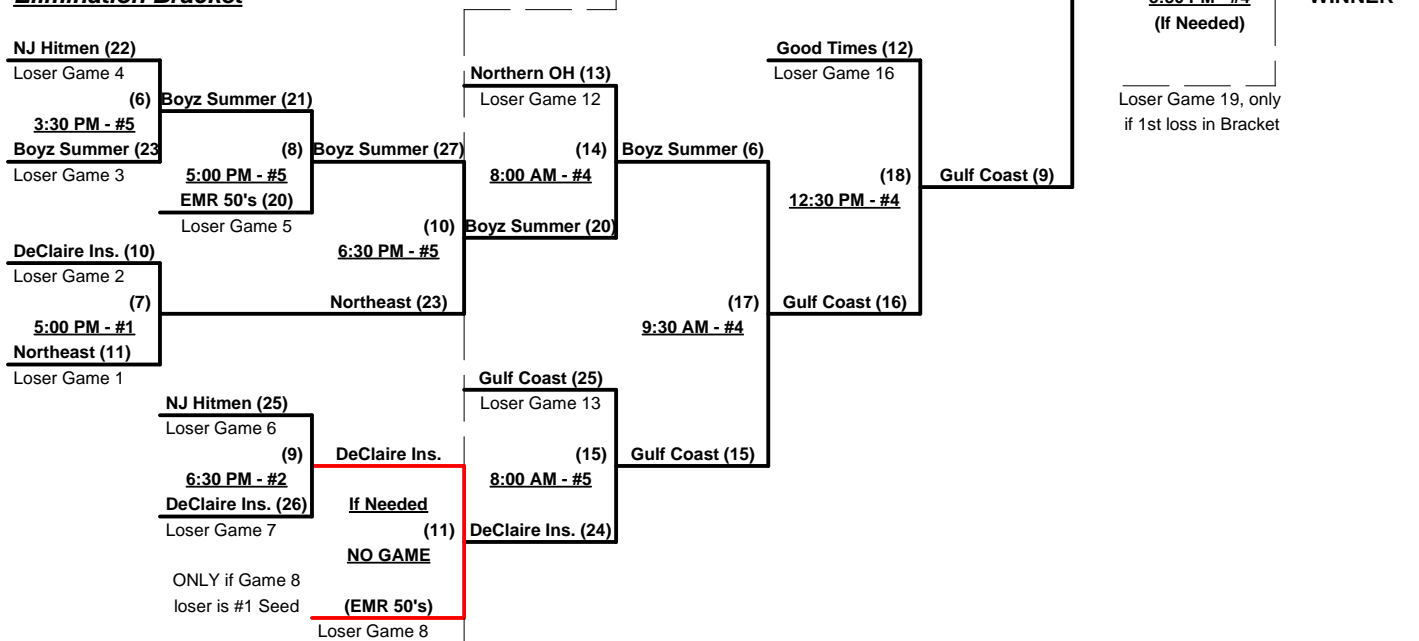 Elimination Bracket
(If Needed)
WINNER
Loser Game 19, only
if 1st loss in Bracket
NJ Hitmen (22)
Loser Game 4
(6)
3:30 PM - #5
Boyz Summer (23
Loser Game 3
Boyz Summer (21)
(8)
5:00 PM - #5
EMR 50's (20)
Loser Game 5
DeClaire Ins. (10)
Loser Game 2
(7)
5:00 PM - #1
Northeast (11)
Loser Game 1
Boyz Summer (27)
(10)
6:30 PM - #5
Northeast (23)
NJ Hitmen (25)
Loser Game 6
(9)
6:30 PM - #2
DeClaire Ins. (26)
Loser Game 7
DeClaire Ins.
If Needed
(11)
NO GAME
ONLY if Game 8
loser is #1 Seed
(EMR 50's)
Loser Game 8
Northern OH (13)
Loser Game 12
(14)
8:00 AM - #4
Boyz Summer (20)
Gulf Coast (25)
Loser Game 13
(15)
8:00 AM - #5
DeClaire Ins. (24)
Boyz Summer (6)
(17)
9:30 AM - #4
Gulf Coast (15)
Good Times (12)
Loser Game 16
(18)
12:30 PM - #4
Gulf Coast (16)
Gulf Coast (9)